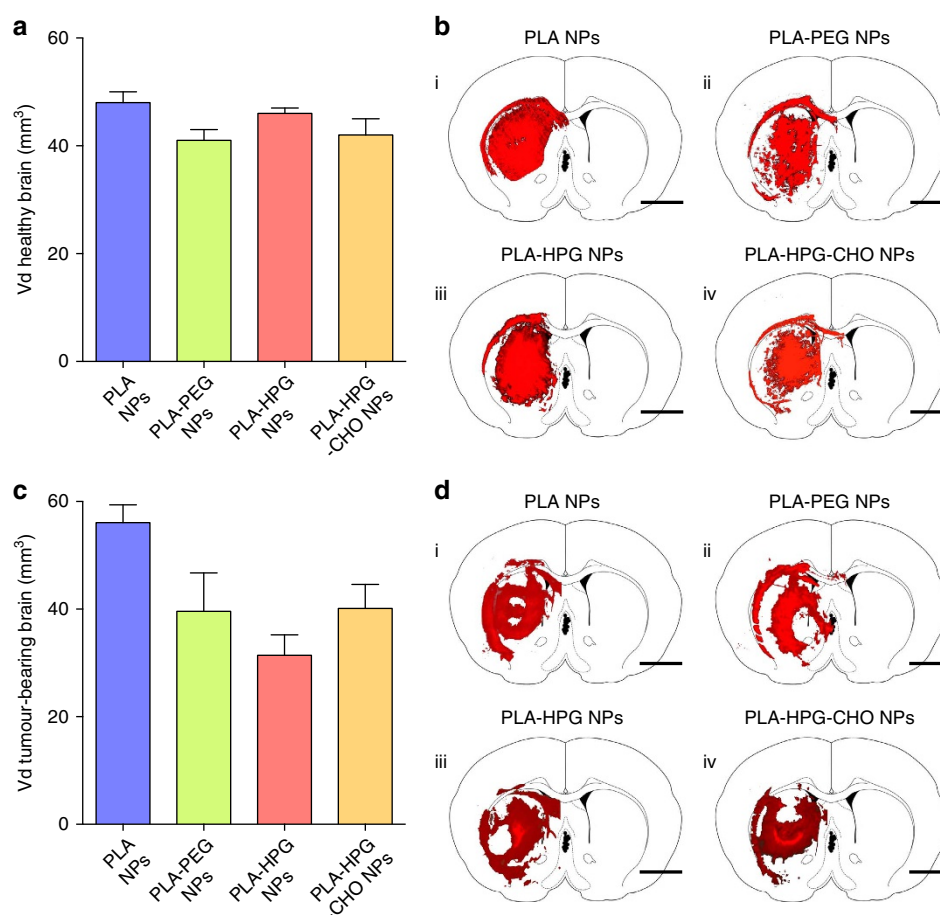 a
60
40
20
0
Vd healthy brain (mm³)
PLA
NPs
PLA-PEG
NPs
PLA-HPG
NPs
PLA-HPG
-CHO NPs
b
PLA NPs
i
PLA-PEG NPs
ii
PLA-HPG NPs
iii
PLA-HPG-CHO NPs
iv
c
60
40
20
0
Vd tumour-bearing brain (mm³)
PLA
NPs
PLA-PEG
NPs
PLA-HPG
NPs
PLA-HPG
-CHO NPs
d
PLA NPs
i
PLA-PEG NPs
ii
PLA-HPG NPs
iii
PLA-HPG-CHO NPs
iv